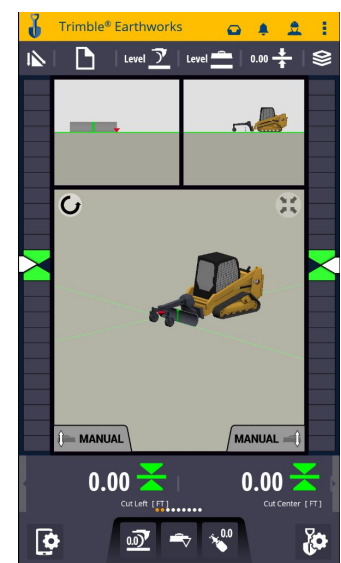 Trimble® Earthworks
Level Level 0.00
MANUAL MANUAL
0.00 0.00
Cut Left [ FT ] Cut Center [ FT ]
0.0 0.0